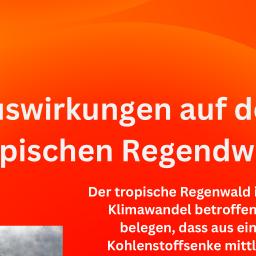 uswirkungen auf de
pischen Regendw
Der tropische Regenwald i
Klimawandel betroffen
belegen, dass aus ein
Kohlenstoffsenke mittl